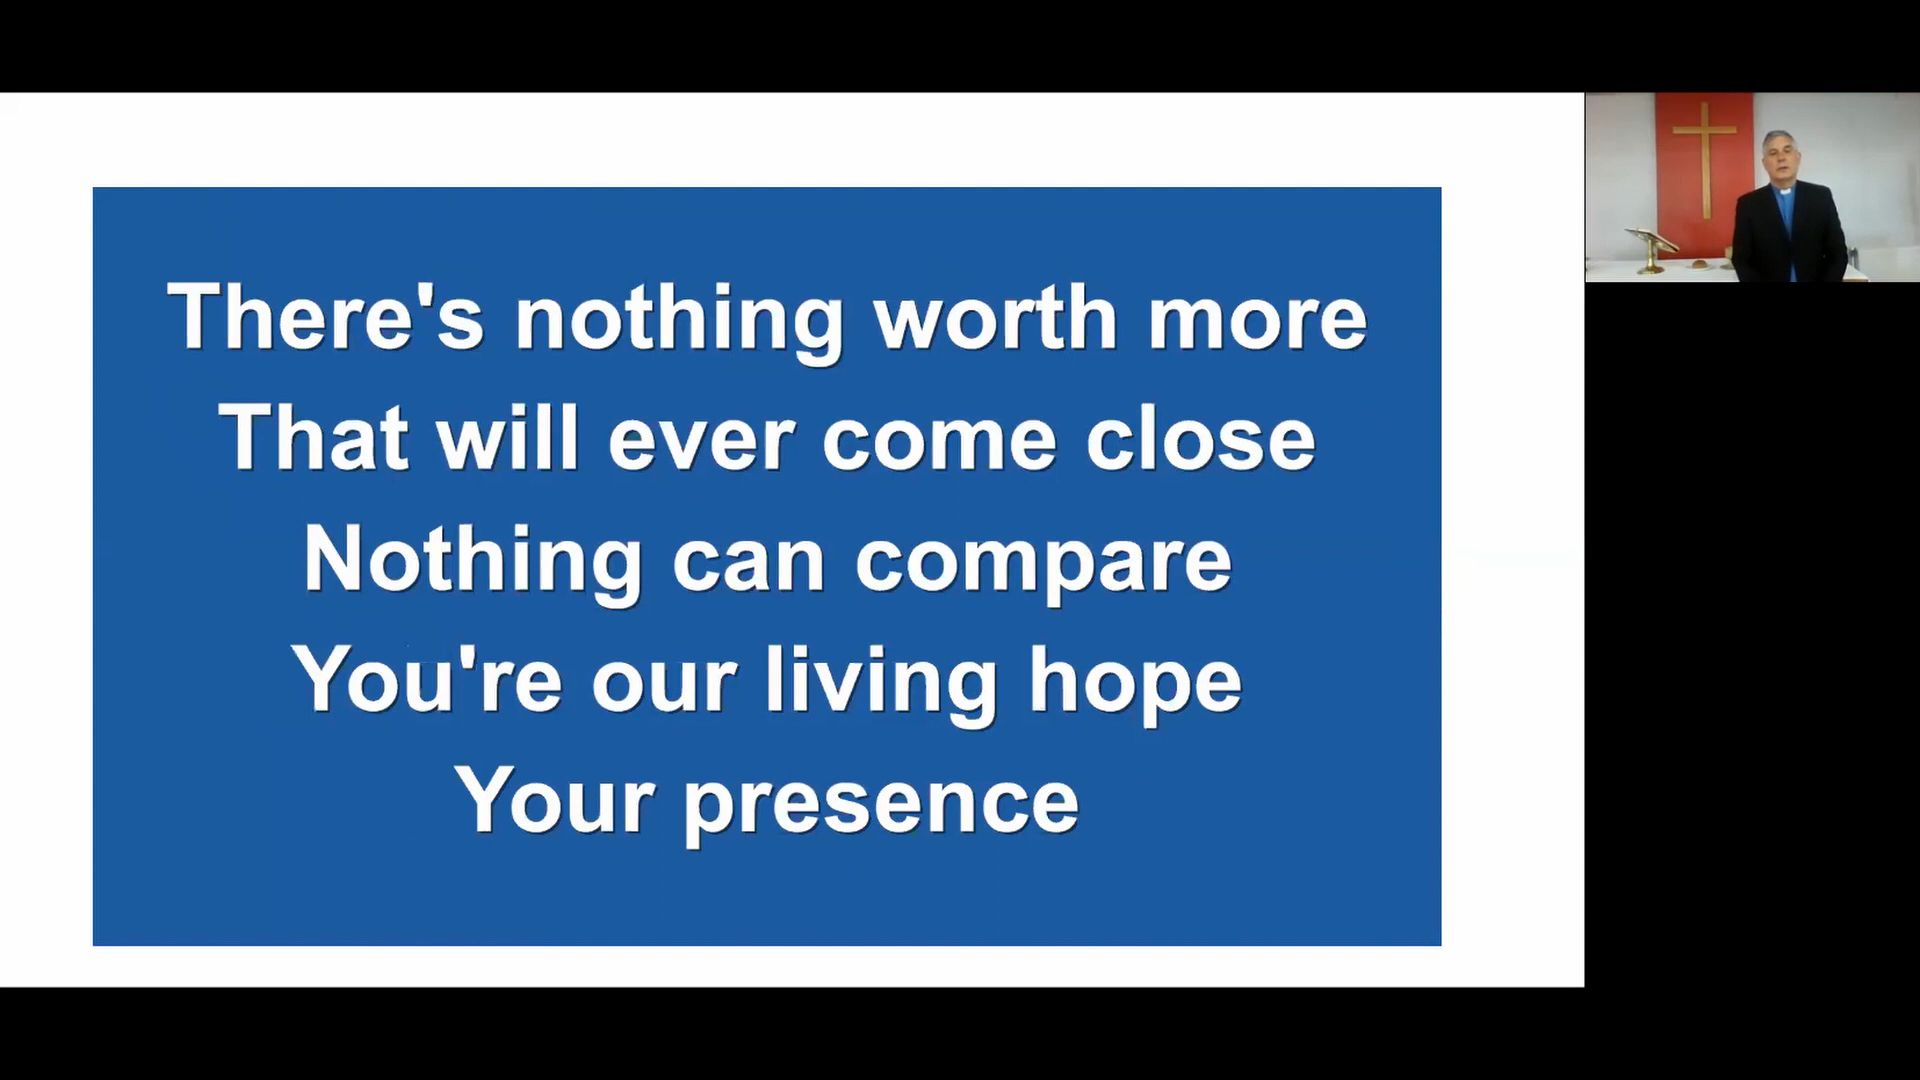 There's nothing worth more
That will ever come close
Nothing can compare
You're our living hope
Your presence